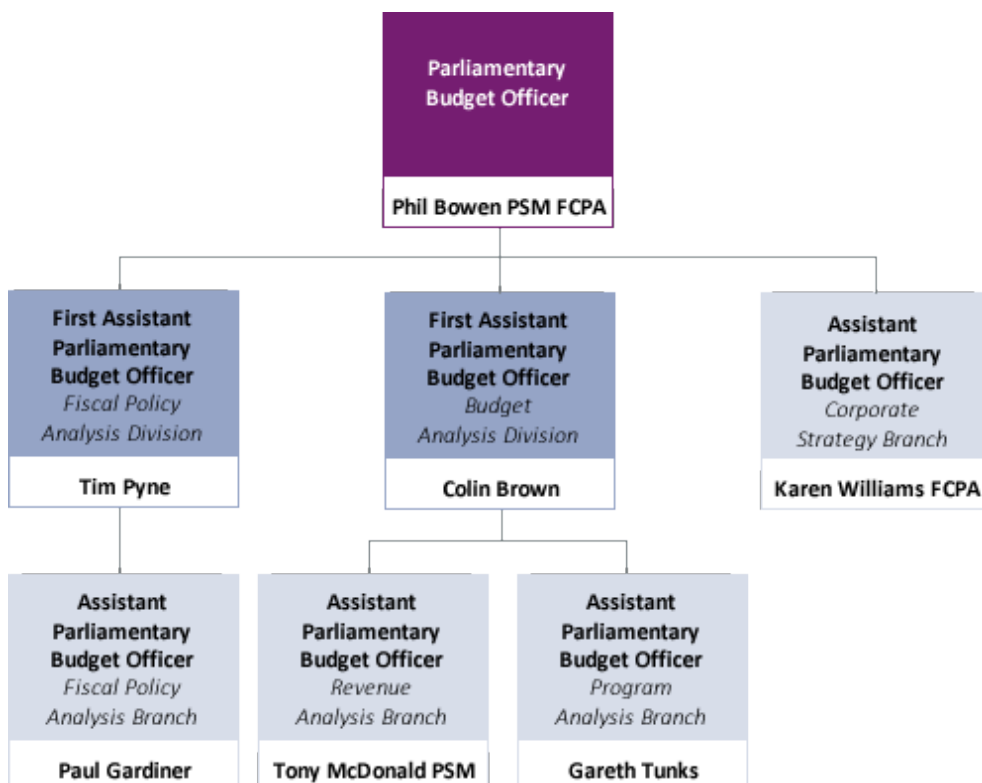 Parliamentary
Budget Officer
Phil Bowen PSM FCPA
First Assistant
Parliamentary
Budget Officer
Fiscal Policy
Analysis Division
Tim Pyne
First Assistant
Parliamentary
Budget Officer
Budget
Analysis Division
Colin Brown
Assistant
Parliamentary
Budget Officer
Corporate
Strategy Branch
Karen Williams FCPA
Assistant
Parliamentary
Budget Officer
Fiscal Policy
Analysis Branch
Paul Gardiner
Assistant
Parliamentary
Budget Officer
Revenue
Analysis Branch
Tony McDonald PSM
Assistant
Parliamentary
Budget Officer
Program
Analysis Branch
Gareth Tunks